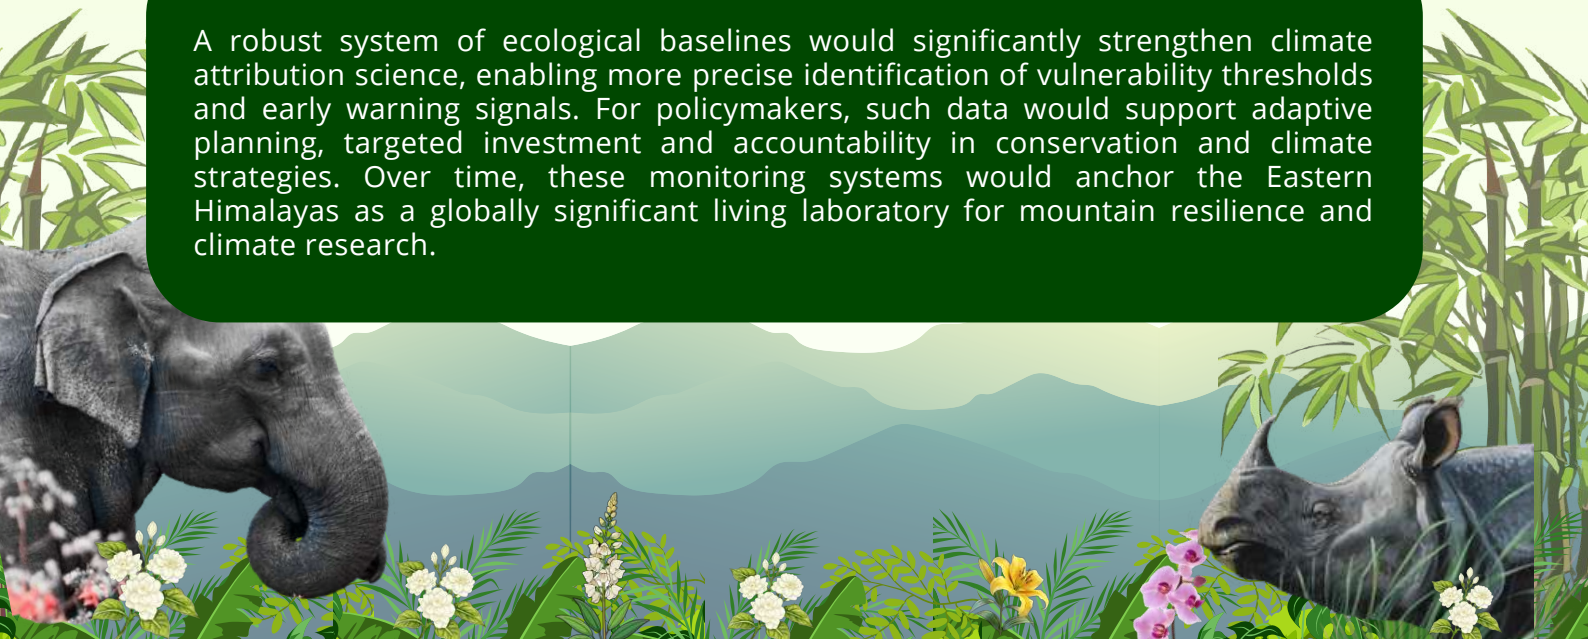 A robust system of ecological baselines would significantly strengthen climate
attribution science, enabling more precise identification of vulnerability thresholds
and early warning signals. For policymakers, such data would support adaptive
planning, targeted investment and accountability in conservation and climate
strategies. Over time, these monitoring systems would anchor the Eastern
Himalayas as a globally significant living laboratory for mountain resilience and
climate research.